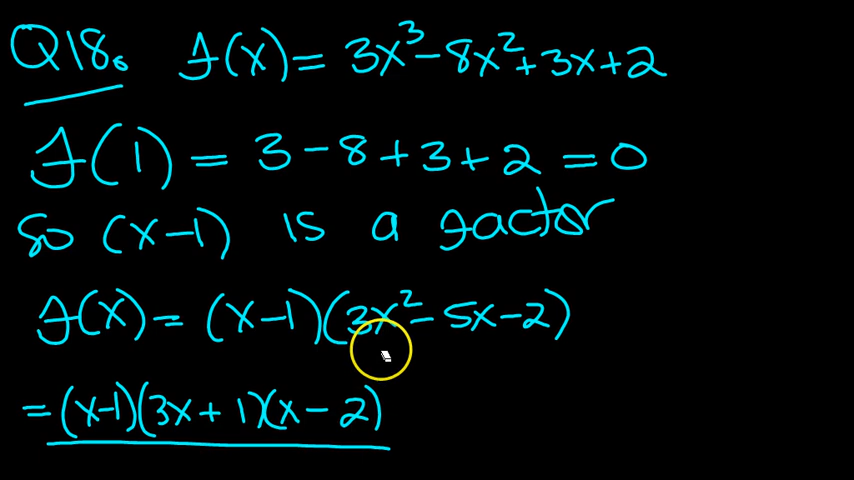 Q18. f(x) = 3x³ - 8x² + 3x + 2
f(1) = 3 - 8 + 3 + 2 = 0
so (x-1) is a factor
f(x) = (x-1)(3x² - 5x - 2)
= (x-1)(3x + 1)(x - 2)